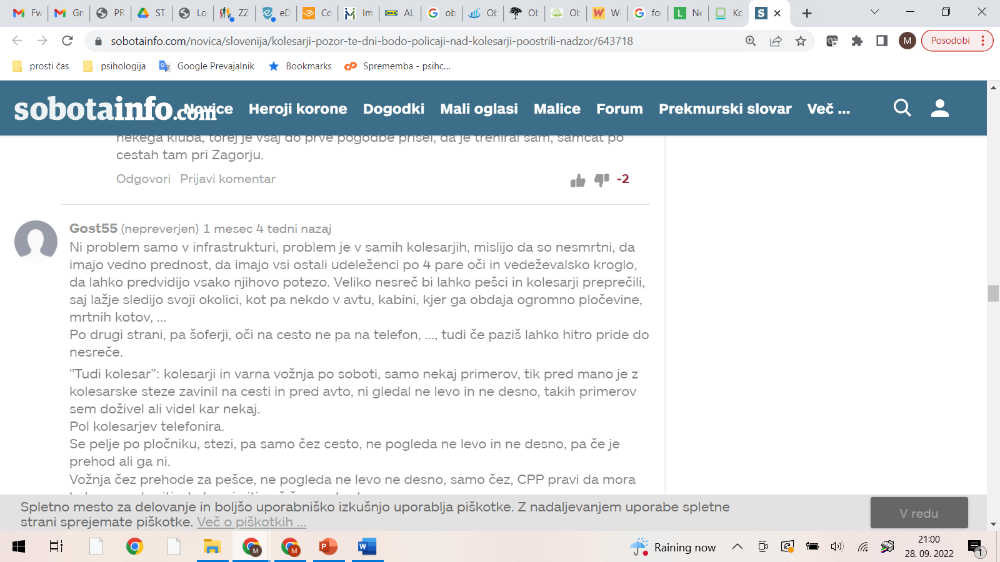 Fw
Gr
PR
ST
Lo
ZZ
eD
Co
Im
AL
ob
Ob
Ob
Ob
W
for
Ne
Ko
sobotainfo.com/novica/slovenija/kolesarji-pozor-te-dni-bodo-policaji-nad-kolesarji-poostrili-nadzor/643718
M
Posodobi
prosti čas
psihologija
Google Prevajalnik
Bookmarks
Sprememba - psihc...
sobotainfo.com
Novice
Heroji korone
Dogodki
Mali oglasi
Malice
Forum
Prekmurski slovar
Več ...
nekega kluba, torej je vsaj do prve pogodbe prišel, da je treniral sam, samcat po
cestah tam pri Zagorju.
Odgovori Prijavi komentar
-2
Gost55 (nepreverjen) 1 mesec 4 tedni nazaj
Ni problem samo v infrastrukturi, problem je v samih kolesarjih, mislijo da so nesmrtni, da
imajo vedno prednost, da imajo vsi ostali udeleženci po 4 pare oči in vedeževalsko kroglo,
da lahko predvidijo vsako njihovo potezo. Veliko nesreč bi lahko pešci in kolesarji preprečili,
saj lažje sledijo svoji okolici, kot pa nekdo v avtu, kabini, kjer ga obdaja ogromno pločevine,
mrtnih kotov, ...
Po drugi strani, pa šoferji, oči na cesto ne pa na telefon, ..., tudi če paziš lahko hitro pride do
nesreče.
"Tudi kolesar": kolesarji in varna vožnja po soboti, samo nekaj primerov, tik pred mano je z
kolesarske steze zavinil na cesti in pred avto, ni gledal ne levo in ne desno, takih primerov
sem doživel ali videl kar nekaj.
Pol kolesarjev telefonira.
Se pelje po pločniku, stezi, pa samo čez cesto, ne pogleda ne levo in ne desno, pa če je
prehod ali ga ni.
Vožnja čez prehode za pešce, ne pogleda ne levo ne desno, samo čez, CPP pravi da mora
Spletno mesto za delovanje in boljšo uporabniško izkušnjo uporablja piškotke. Z nadaljevanjem uporabe spletne
strani sprejemate piškotke. Več o piškotkih ...
V redu
Raining now
21:00
28. 09. 2022
1